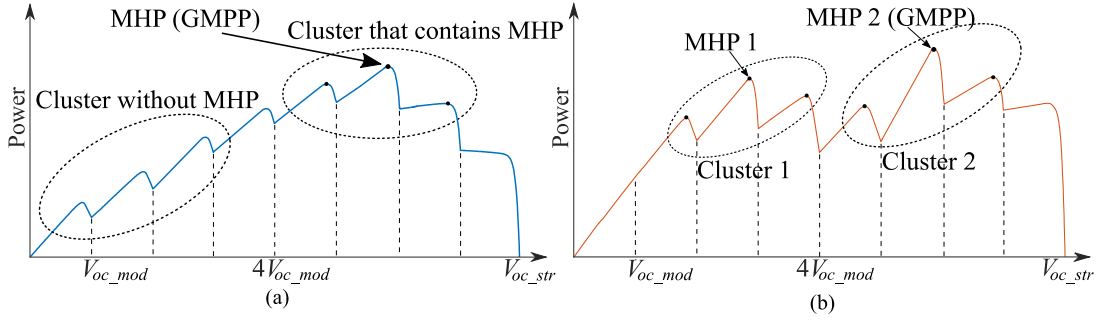 MHP (GMPP)
Cluster that contains MHP
Cluster without MHP
Power
V_oc_mod
4V_oc_mod
V_oc_str
(a)
MHP 2 (GMPP)
MHP 1
Cluster 1
Cluster 2
Power
V_oc_mod
4V_oc_mod
V_oc_str
(b)